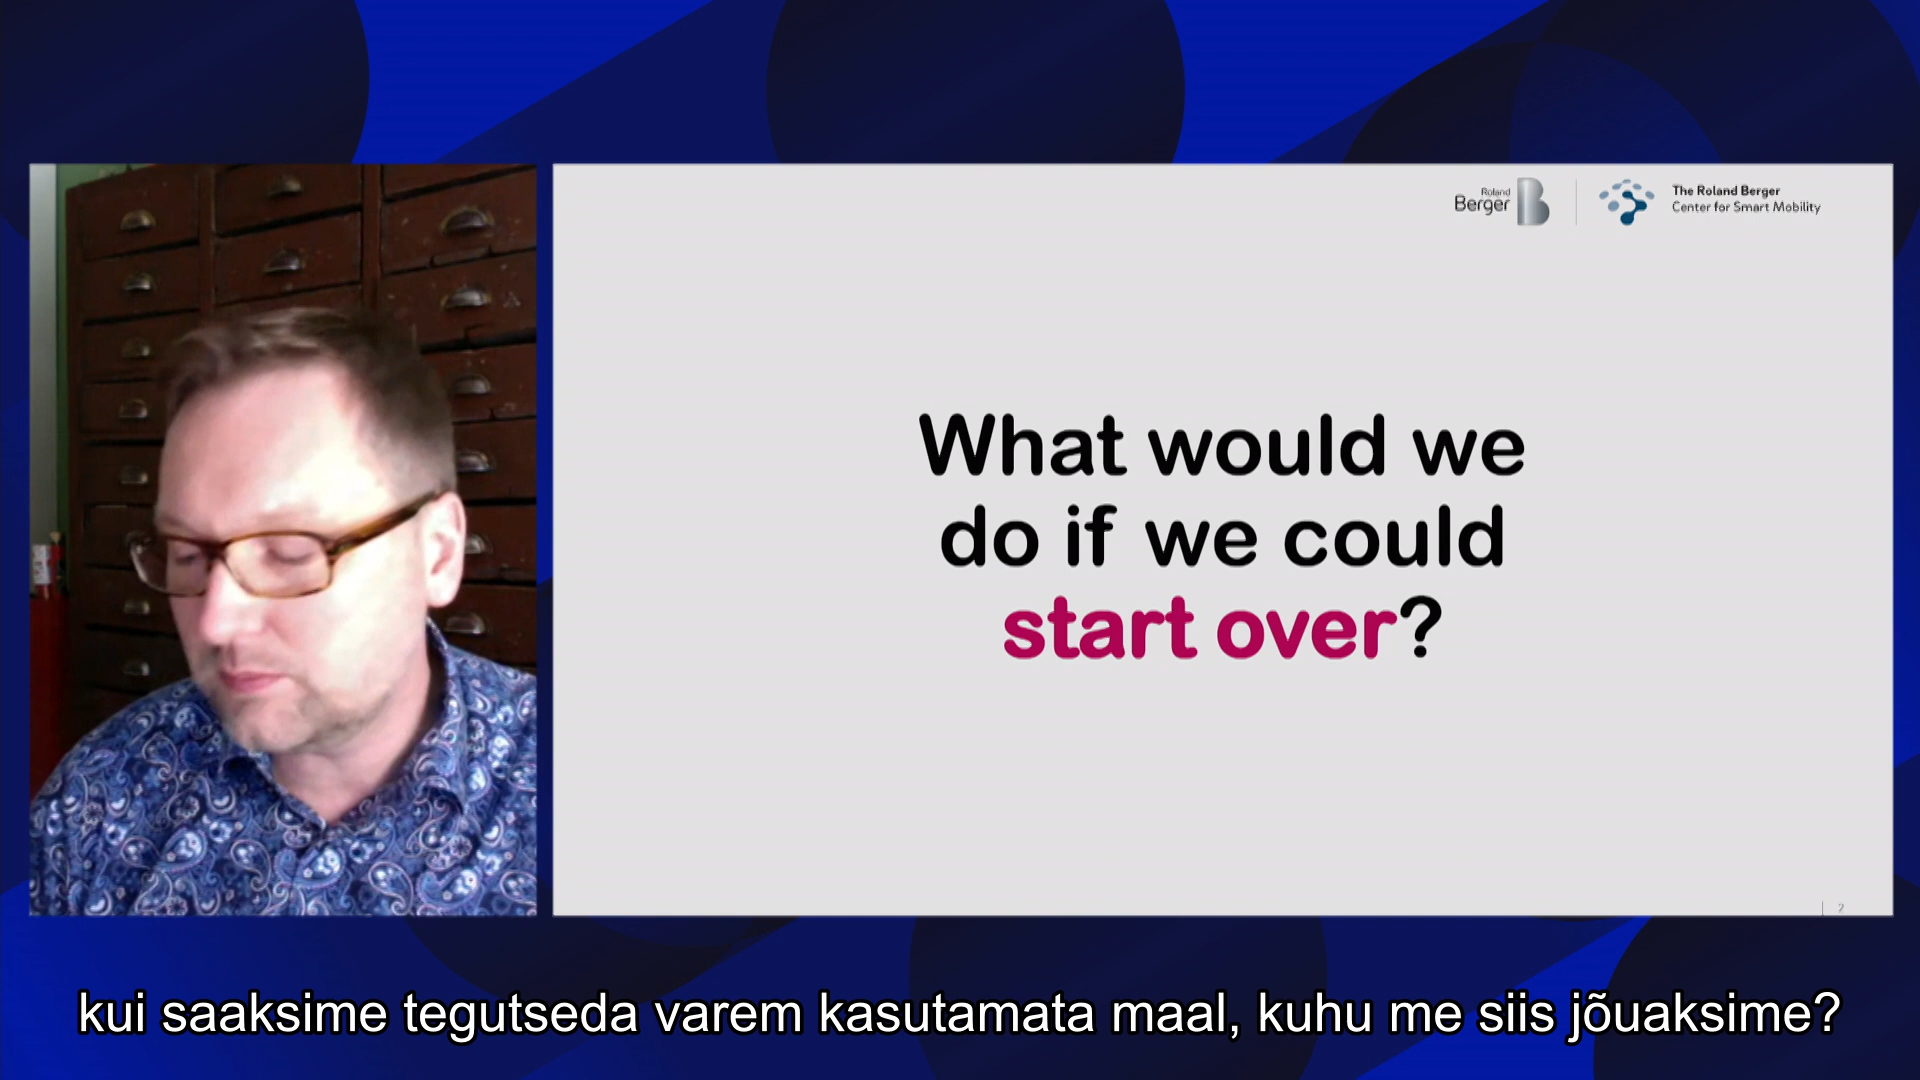 Roland
Berger
The Roland Berger
Center for Smart Mobility
What would we
do if we could
start over?
2
kui saaksime tegutseda varem kasutamata maal, kuhu me siis jõuaksime?